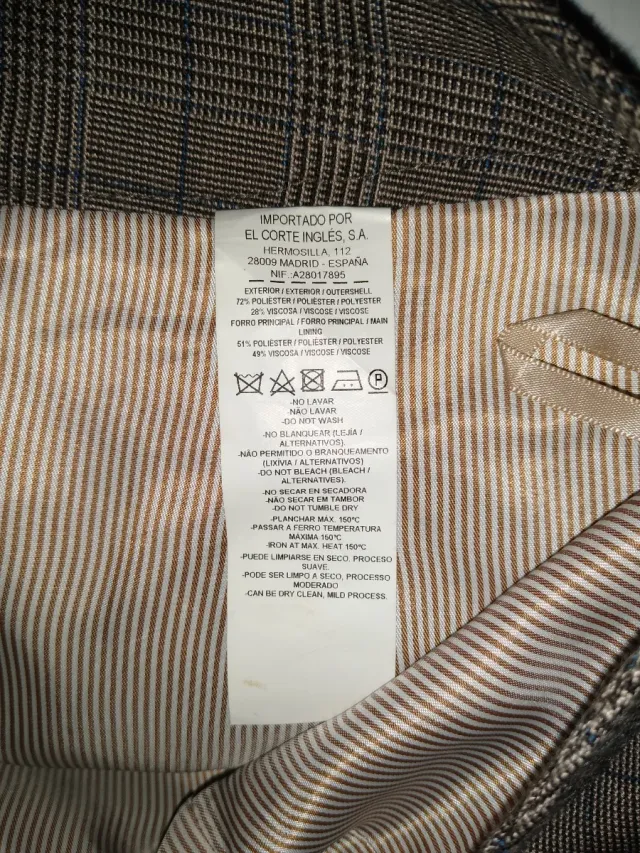 IMPORTADO POR
EL CORTE INGLÉS, S.A.
HERMOSILLA, 112
28009 MADRID - ESPAÑA
NIF.:A28017895
EXTERIOR / EXTERIOR / OUTERSHELL
72% POLIÉSTER / POLIÉSTER / POLYESTER
28% VISCOSA / VISCOSE / VISCOSE
FORRO PRINCIPAL / FORRO PRINCIPAL / MAIN
LINING
51% POLIÉSTER / POLIÉSTER / POLYESTER
49% VISCOSA / VISCOSE / VISCOSE
P
-NO LAVAR
-NÃO LAVAR
-DO NOT WASH
-NO BLANQUEAR (LEJÍA /
ALTERNATIVOS).
-NÃO PERMITIDO O BRANQUEAMENTO
(LIXIVIA / ALTERNATIVOS)
-DO NOT BLEACH (BLEACH /
ALTERNATIVES).
-NO SECAR EN SECADORA
-NÃO SECAR EM TAMBOR
-DO NOT TUMBLE DRY
-PLANCHAR MAX. 150ºC
-PASSAR A FERRO TEMPERATURA
MÁXIMA 150ºC
-IRON AT MAX. HEAT 150ºC
-PUEDE LIMPIARSE EN SECO. PROCESO
SUAVE.
-PODE SER LIMPO A SECO, PROCESSO
MODERADO
-CAN BE DRY CLEAN, MILD PROCESS.